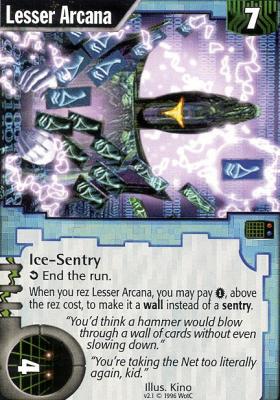 Lesser Arcana 7
Ice-Sentry
End the run.
When you rez Lesser Arcana, you may pay 1, above
the rez cost, to make it a wall instead of a sentry.
"You'd think a hammer would blow
through a wall of cards without even
slowing down."
"You're taking the Net too literally
again, kid."
4
Illus. Kino
v2.1 © 1996 WotC